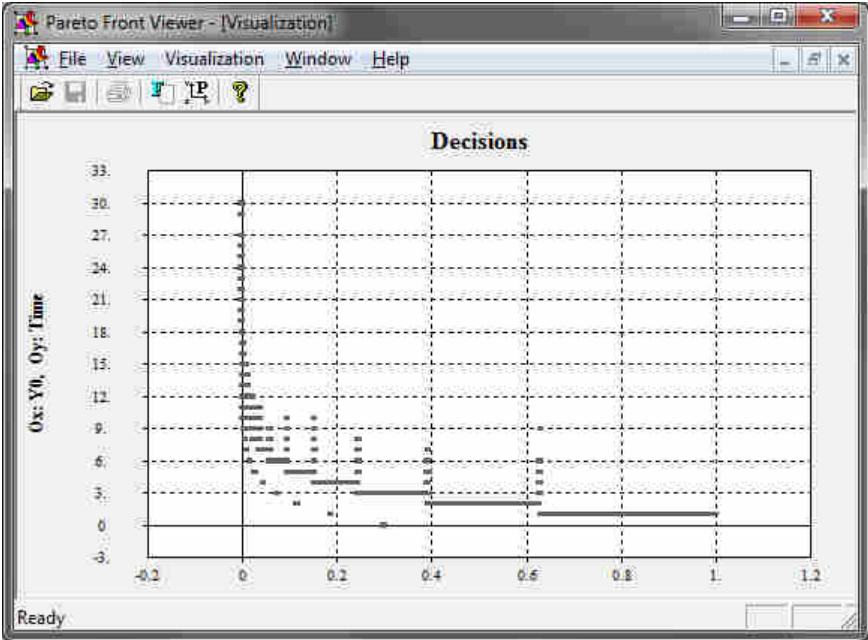 Pareto Front Viewer - [Visualization]
File View Visualization Window Help
Decisions
Ox: Y0, Oy: Time
33.
30.
27.
24.
21.
18.
15.
12.
9.
6.
3.
0
-3.
-0.2 0. 0.2 0.4 0.6 0.8 1. 1.2
Ready